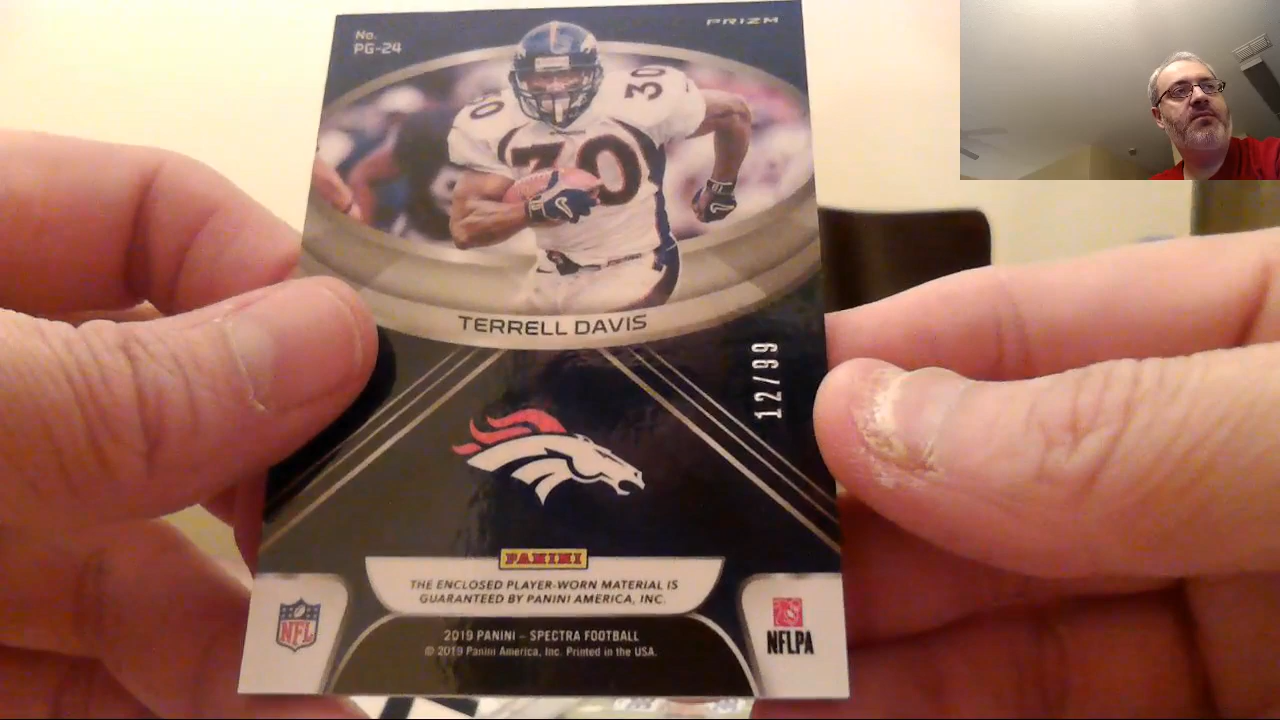 No.
PG-24
PRIZM
30
30
30
TERRELL DAVIS
12/99
PANINI
THE ENCLOSED PLAYER-WORN MATERIAL IS
GUARANTEED BY PANINI AMERICA, INC.
NFL
NFLPA
2019 PANINI – SPECTRA FOOTBALL
© 2019 Panini America, Inc. Printed in the USA.